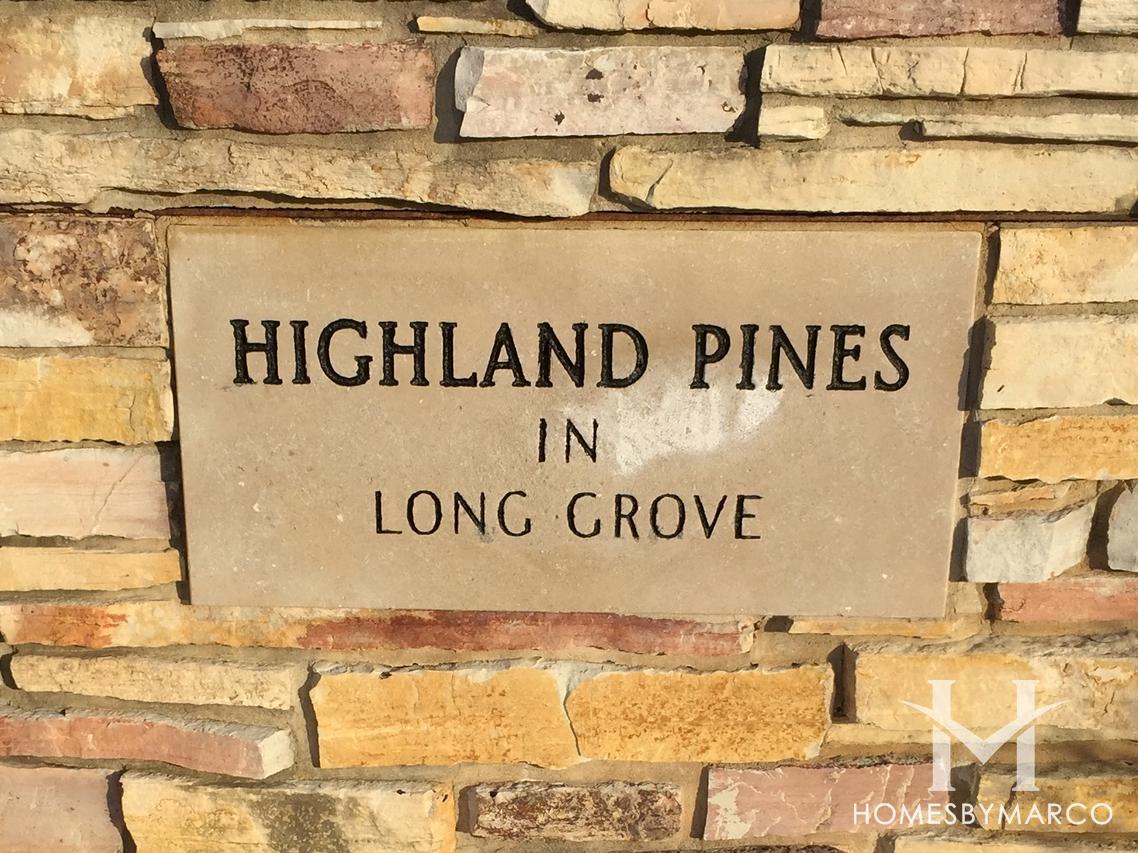 HIGHLAND PINES
IN
LONG GROVE
HOMESBYMARCO